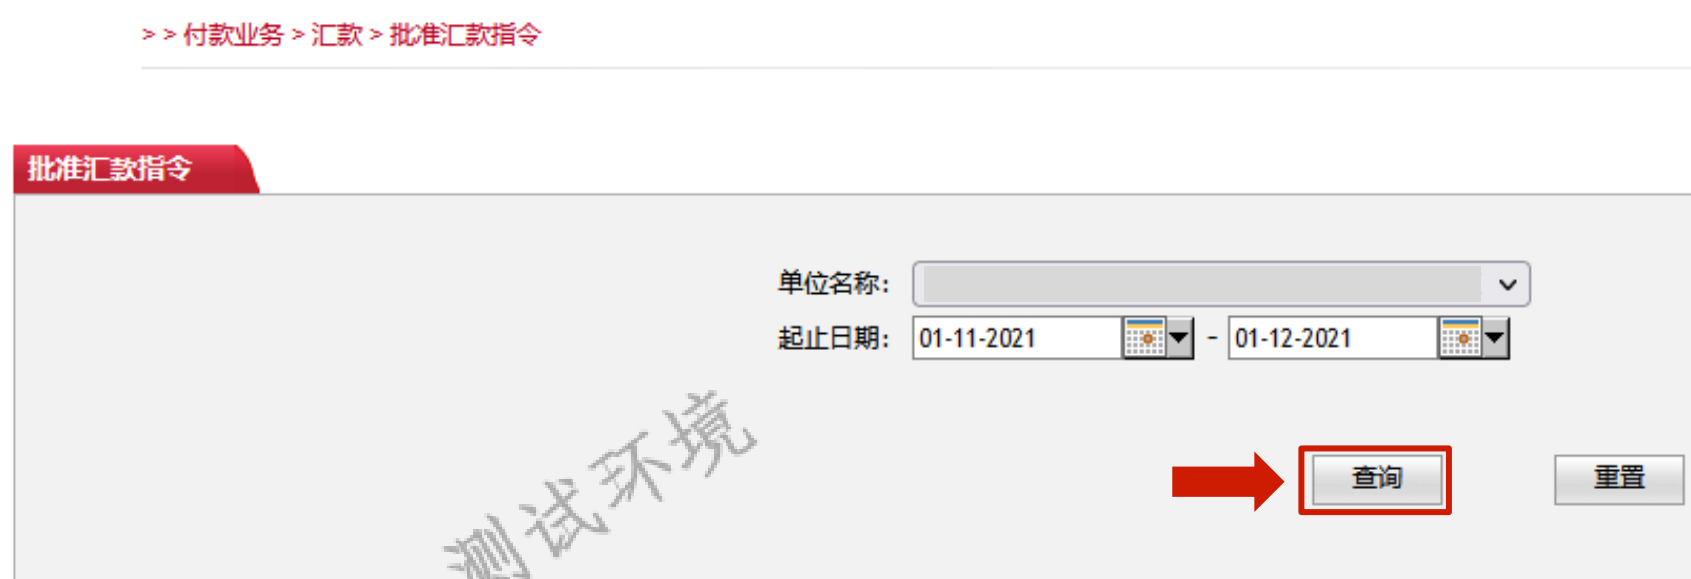 > > 付款业务 > 汇款 > 批准汇款指令
批准汇款指令
单位名称:
起止日期: 01-11-2021 - 01-12-2021
测试环境
查询 重置